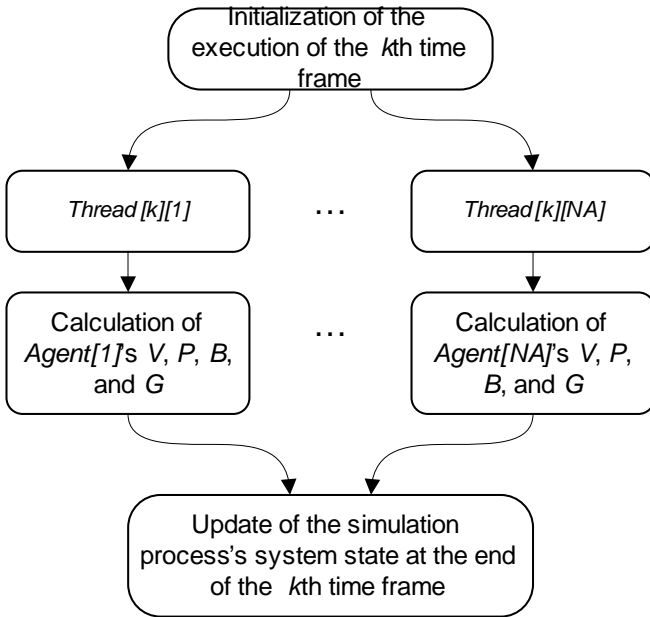 Initialization of the
execution of the kth time
frame
Thread [k][1]
...
Thread [k][NA]
Calculation of
Agent[1]'s V, P, B,
and G
...
Calculation of
Agent[NA]'s V, P,
B, and G
Update of the simulation
process's system state at the end
of the kth time frame